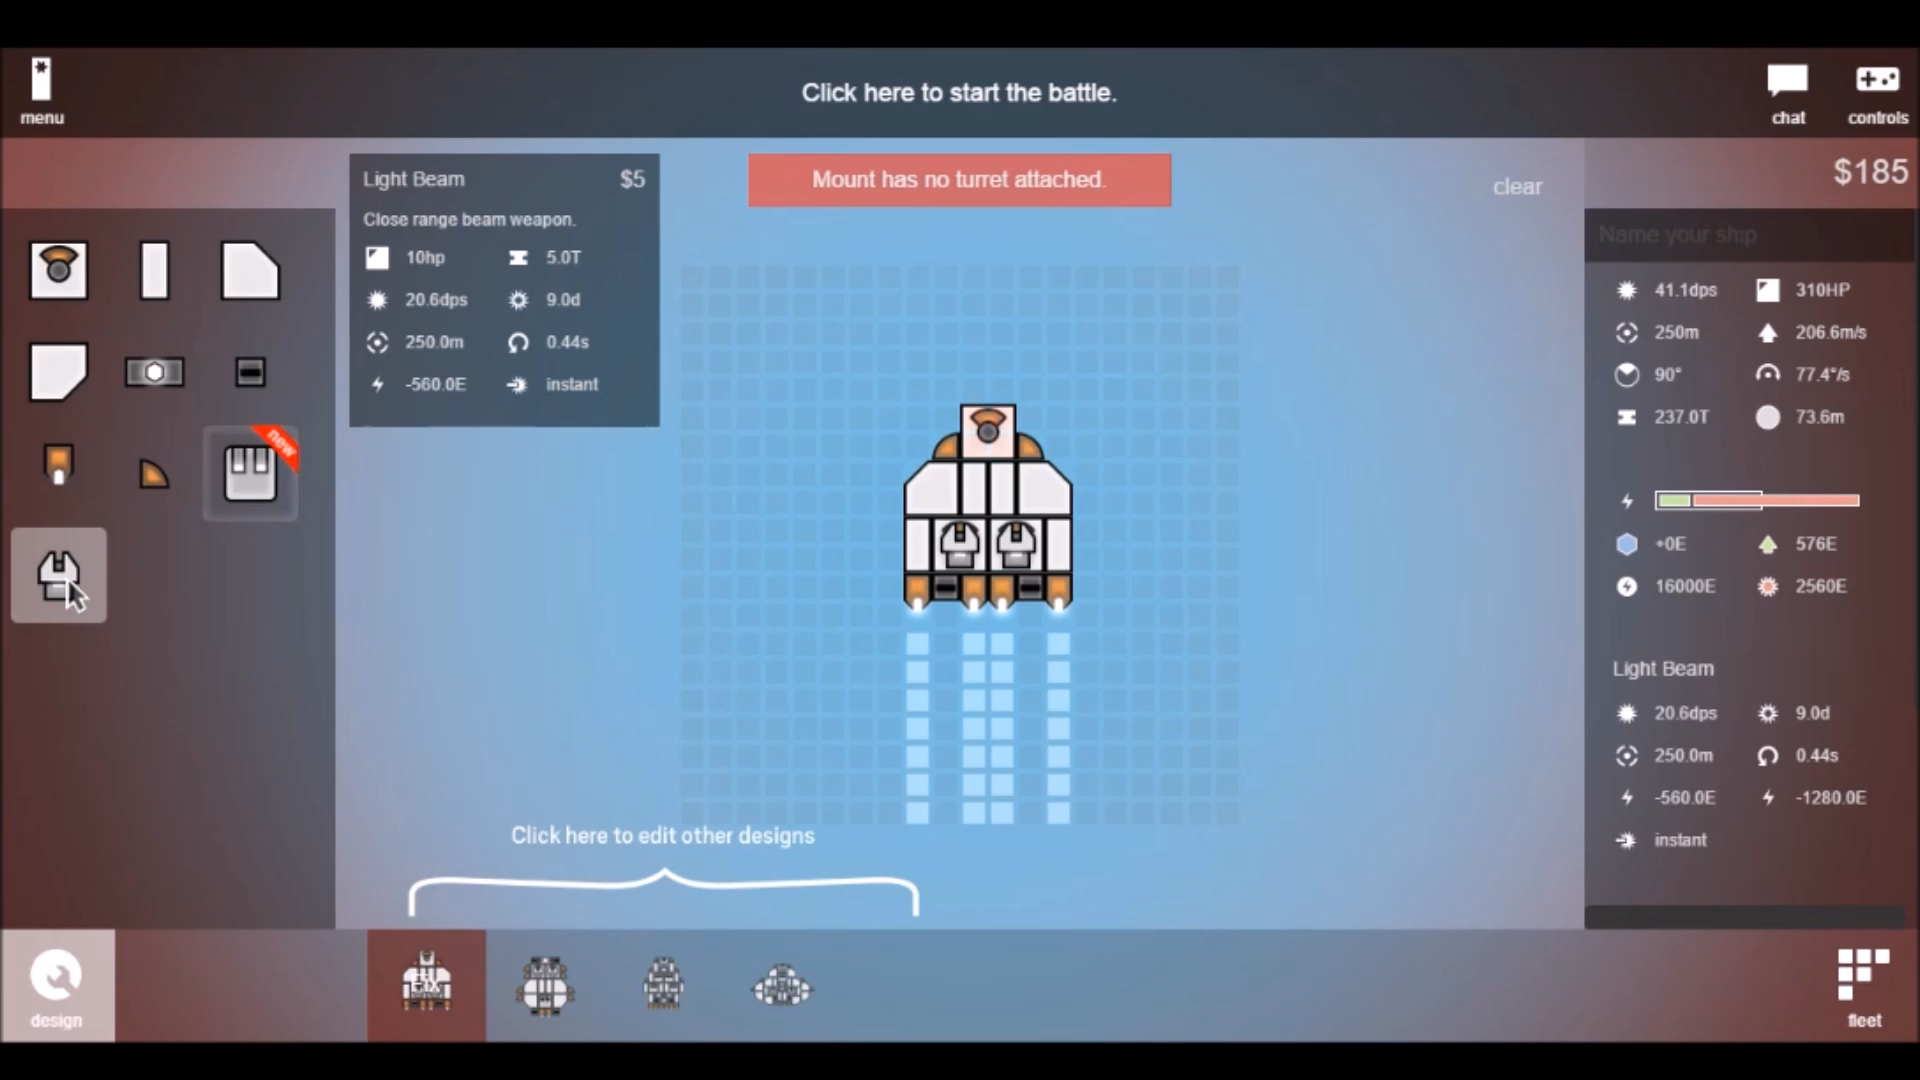 menu
Click here to start the battle.
chat
controls
Light Beam $5
Close range beam weapon.
10hp 5.0T
20.6dps 9.0d
250.0m 0.44s
-560.0E instant
Mount has no turret attached.
clear
$185
Name your ship
41.1dps 310HP
250m 206.6m/s
90° 77.4°/s
237.0T 73.6m
+0E 576E
16000E 2560E
Light Beam
20.6dps 9.0d
250.0m 0.44s
-560.0E -1280.0E
instant
new
Click here to edit other designs
design
Fix
fleet